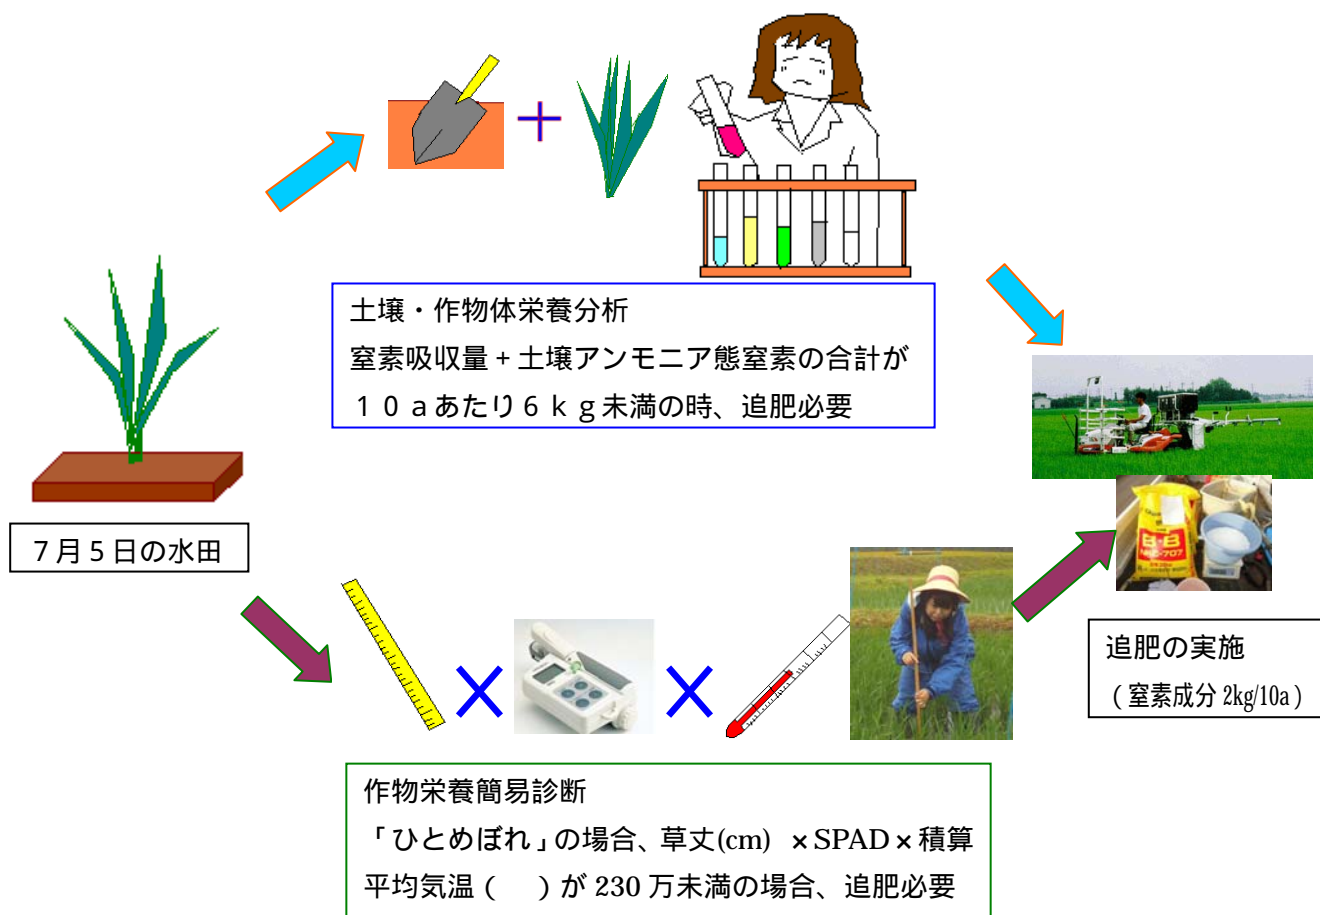 土壌・作物体栄養分析
窒素吸収量+土壌アンモニア態窒素の合計が
10aあたり6kg未満の時、追肥必要
7月5日の水田
B・B
追肥の実施
(窒素成分 2kg/10a)
作物栄養簡易診断
「ひとめぼれ」の場合、草丈(cm) ×SPAD×積算
平均気温(　)が 230 万未満の場合、追肥必要